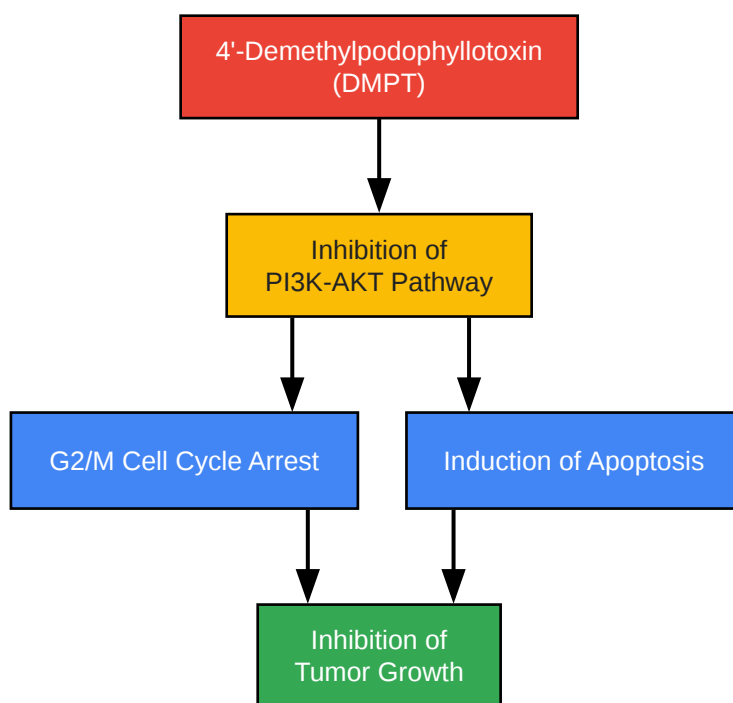 4'-Demethylpodophyllotoxin
(DMPT)
Inhibition of
PI3K-AKT Pathway
G2/M Cell Cycle Arrest
Induction of Apoptosis
Inhibition of
Tumor Growth